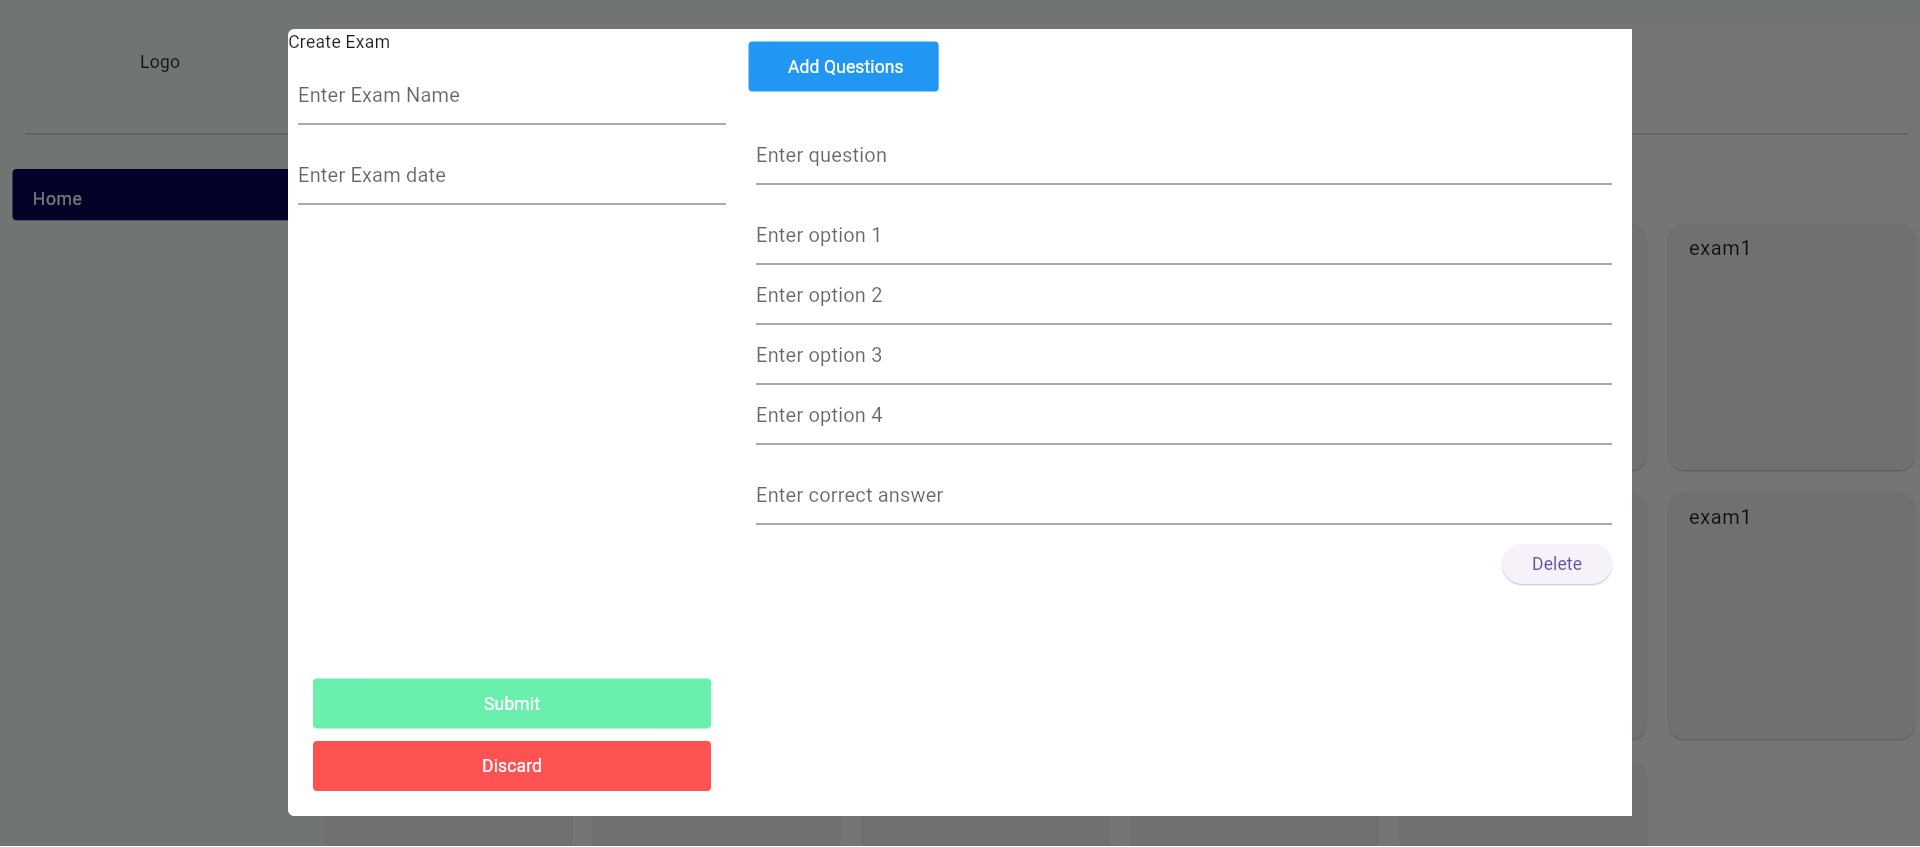 Logo
Home
Create Exam
Enter Exam Name
Enter Exam date
Submit
Discard
Add Questions
Enter question
Enter option 1
Enter option 2
Enter option 3
Enter option 4
Enter correct answer
Delete
exam1
exam1